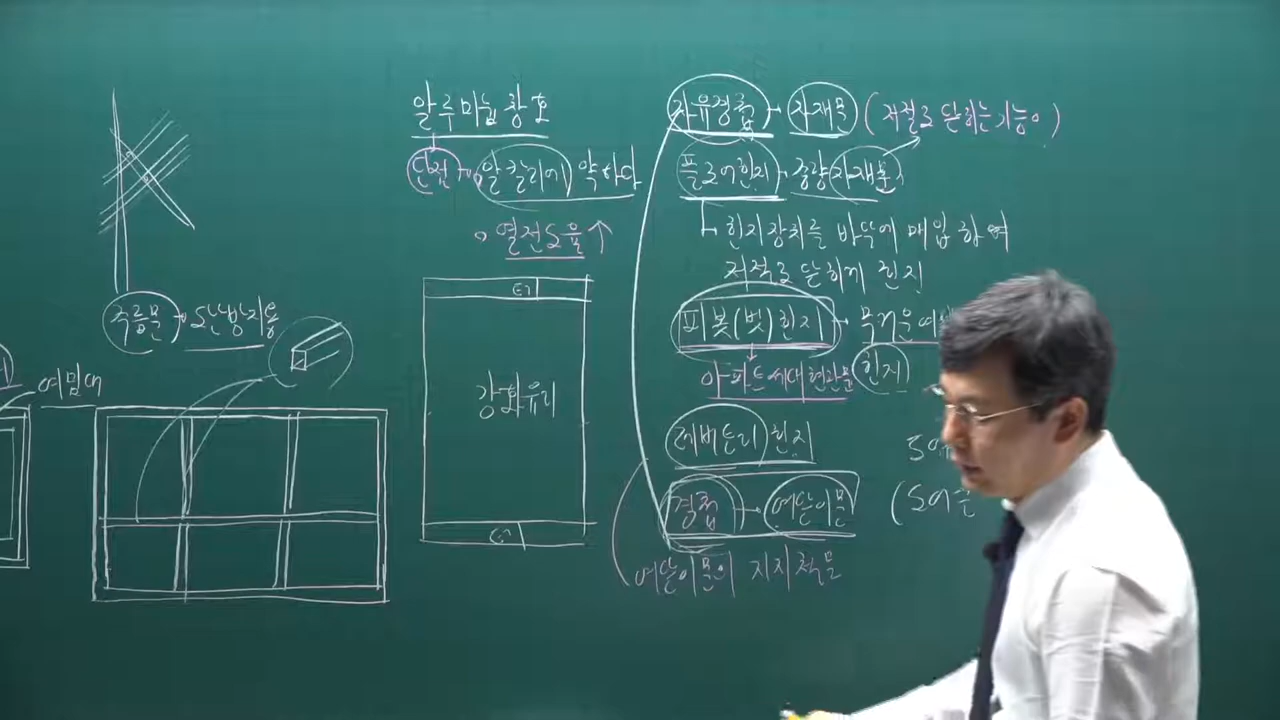 주름문 → 도난방지용
여밈대
알루미늄 창호
단점 → 알칼리에 약하다
열전도율↑
강화유리
자유경첩 → 자재문 (저절로 닫히는 기능이)
플로어힌지 → 중량자재문
힌지장치를 바닥에 매입하여
저절로 닫히게 힌지
피봇(벗)힌지 → 무거운 여
아파트 세대 현관문 힌지
레버토리 힌지
경첩 → 여닫이문
여닫이문의 지지철물